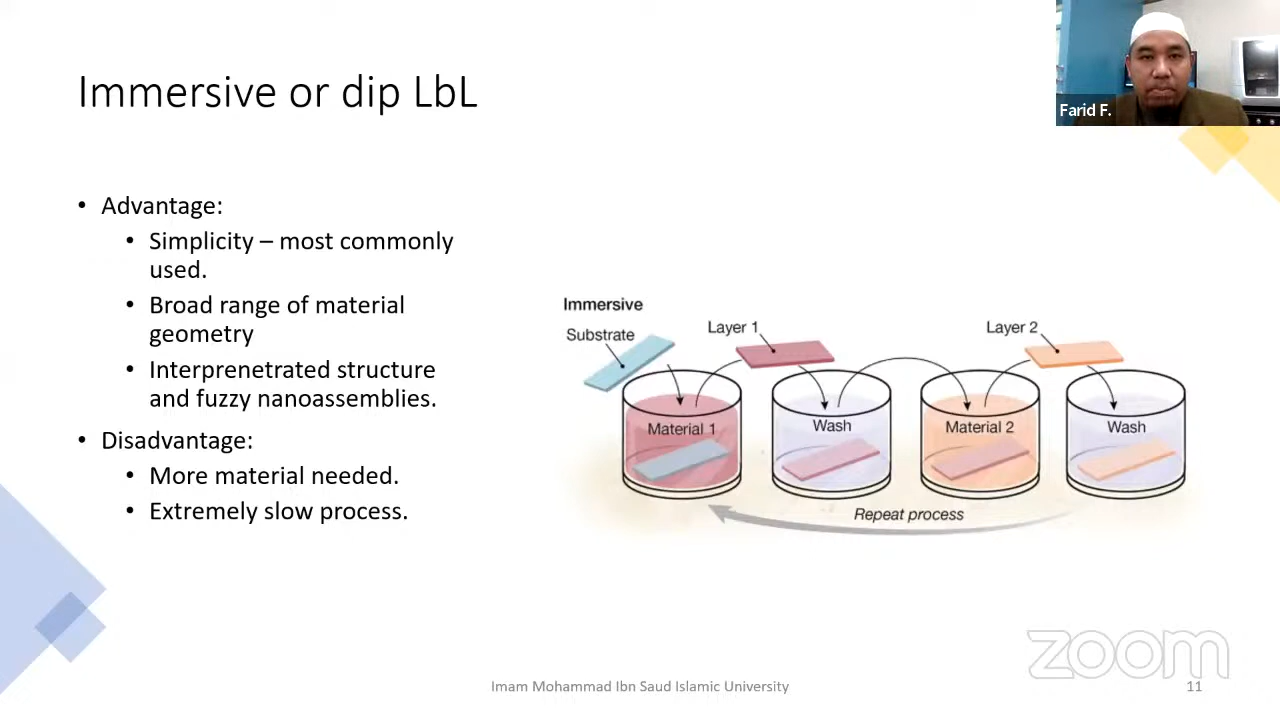 Immersive or dip LbL
Farid F.
• Advantage:
• Simplicity – most commonly
used.
• Broad range of material
geometry
• Interprenetrated structure
and fuzzy nanoassemblies.
• Disadvantage:
• More material needed.
• Extremely slow process.
Immersive
Substrate
Layer 1
Layer 2
Material 1
Wash
Material 2
Wash
Repeat process
zoom
Imam Mohammad Ibn Saud Islamic University
11